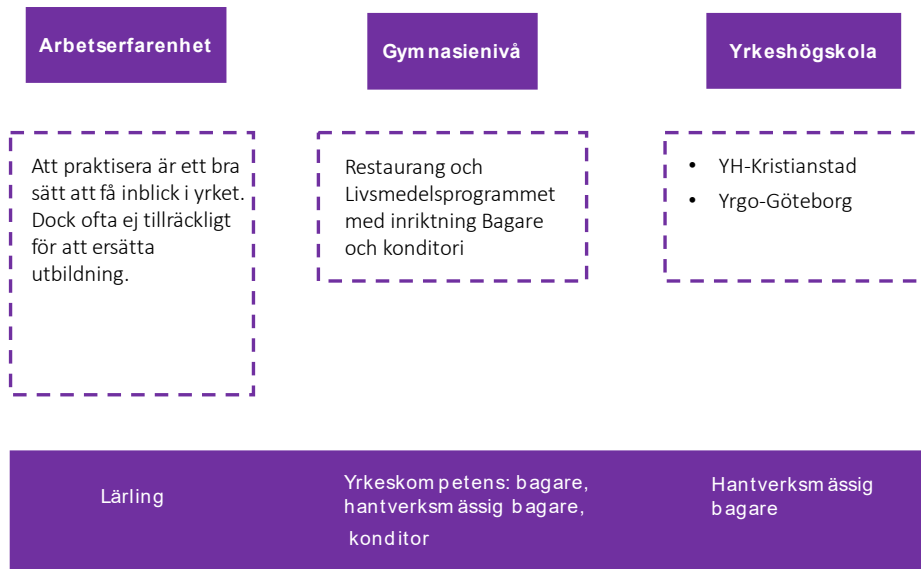 Arbetserfarenhet
Gymnasienivå
Yrkeshögskola
Att praktisera är ett bra
sätt att få inblick i yrket.
Dock ofta ej tillräckligt
för att ersätta
utbildning.
Restaurang och
Livsmedelsprogrammet
med inriktning Bagare
och konditori
• YH-Kristianstad
• Yrgo-Göteborg
Lärling
Yrkeskompetens: bagare,
hantverksmässig bagare,
konditor
Hantverksmässig
bagare